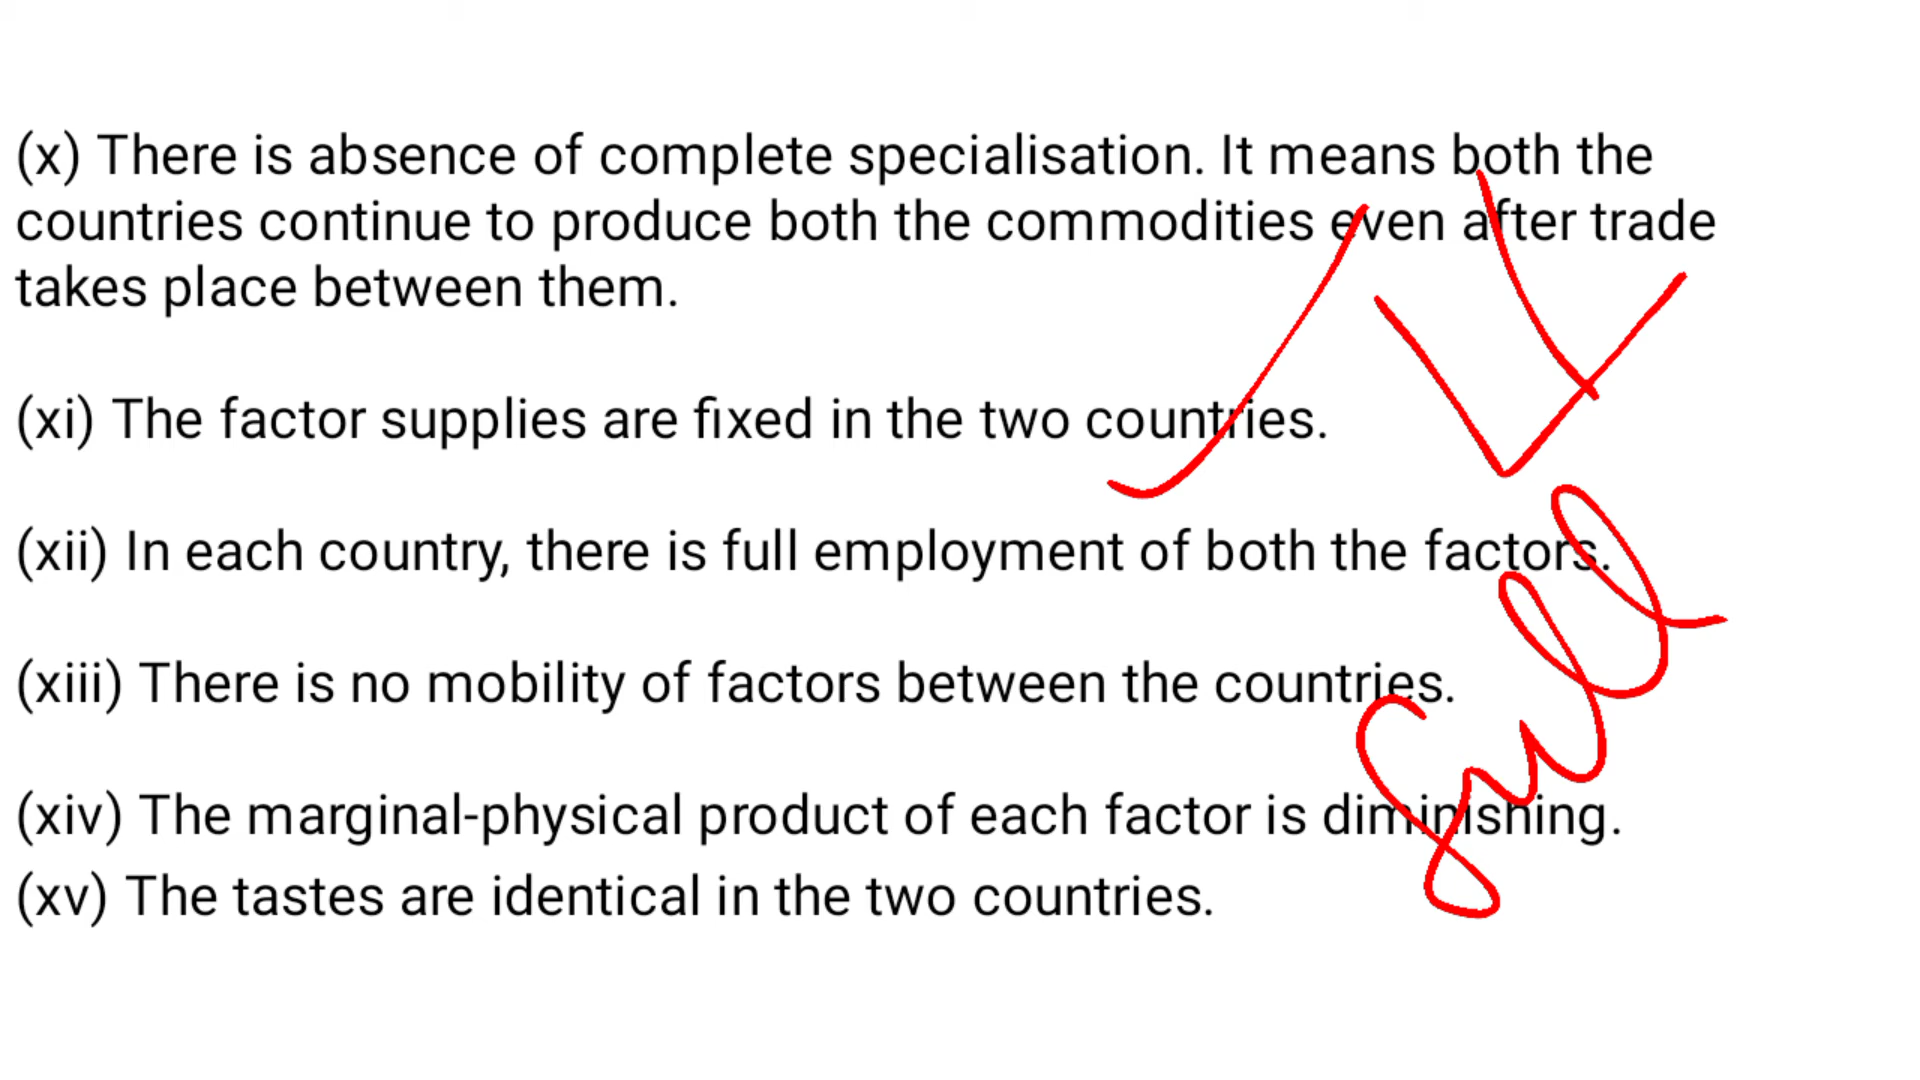 (x) There is absence of complete specialisation. It means both the
countries continue to produce both the commodities even after trade
takes place between them.
(xi) The factor supplies are fixed in the two countries.
(xii) In each country, there is full employment of both the factors.
(xiii) There is no mobility of factors between the countries.
(xiv) The marginal-physical product of each factor is diminishing.
(xv) The tastes are identical in the two countries.